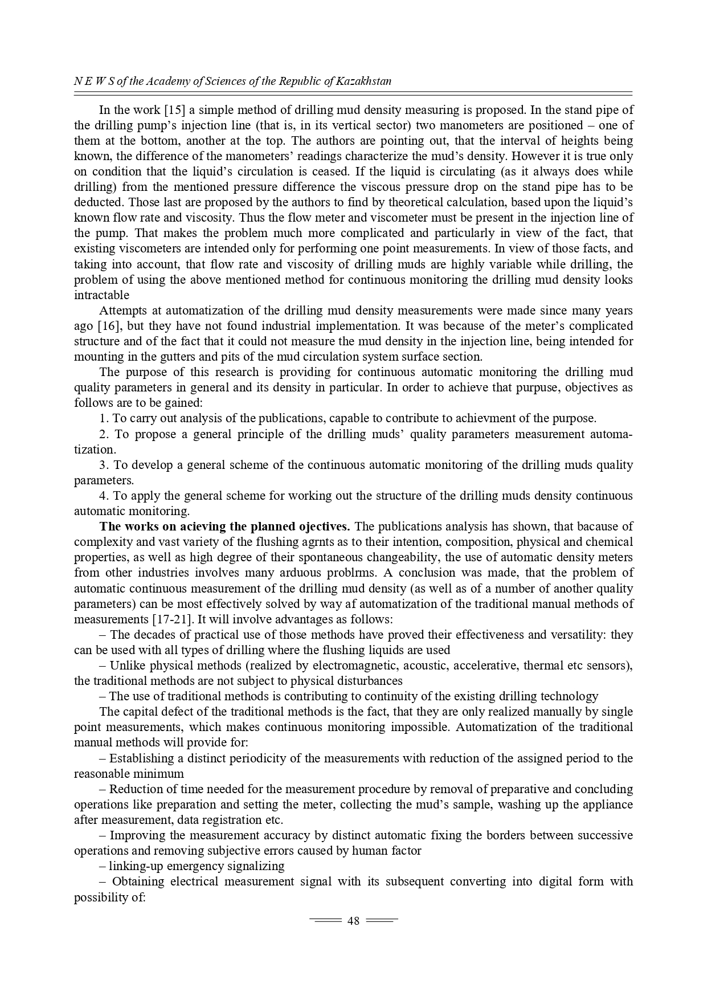 N E W S of the Academy of Sciences of the Republic of Kazakhstan
In the work [15] a simple method of drilling mud density measuring is proposed. In the stand pipe of
the drilling pump’s injection line (that is, in its vertical sector) two manometers are positioned – one of
them at the bottom, another at the top. The authors are pointing out, that the interval of heights being
known, the difference of the manometers’ readings characterize the mud’s density. However it is true only
on condition that the liquid’s circulation is ceased. If the liquid is circulating (as it always does while
drilling) from the mentioned pressure difference the viscous pressure drop on the stand pipe has to be
deducted. Those last are proposed by the authors to find by theoretical calculation, based upon the liquid’s
known flow rate and viscosity. Thus the flow meter and viscometer must be present in the injection line of
the pump. That makes the problem much more complicated and particularly in view of the fact, that
existing viscometers are intended only for performing one point measurements. In view of those facts, and
taking into account, that flow rate and viscosity of drilling muds are highly variable while drilling, the
problem of using the above mentioned method for continuous monitoring the drilling mud density looks
intractable
Attempts at automatization of the drilling mud density measurements were made since many years
ago [16], but they have not found industrial implementation. It was because of the meter’s complicated
structure and of the fact that it could not measure the mud density in the injection line, being intended for
mounting in the gutters and pits of the mud circulation system surface section.
The purpose of this research is providing for continuous automatic monitoring the drilling mud
quality parameters in general and its density in particular. In order to achieve that purpuse, objectives as
follows are to be gained:
1. To carry out analysis of the publications, capable to contribute to achievment of the purpose.
2. To propose a general principle of the drilling muds’ quality parameters measurement automa-
tization.
3. To develop a general scheme of the continuous automatic monitoring of the drilling muds quality
parameters.
4. To apply the general scheme for working out the structure of the drilling muds density continuous
automatic monitoring.
The works on acieving the planned ojectives. The publications analysis has shown, that bacause of
complexity and vast variety of the flushing agrnts as to their intention, composition, physical and chemical
properties, as well as high degree of their spontaneous changeability, the use of automatic density meters
from other industries involves many arduous problrms. A conclusion was made, that the problem of
automatic continuous measurement of the drilling mud density (as well as of a number of another quality
parameters) can be most effectively solved by way af automatization of the traditional manual methods of
measurements [17-21]. It will involve advantages as follows:
– The decades of practical use of those methods have proved their effectiveness and versatility: they
can be used with all types of drilling where the flushing liquids are used
– Unlike physical methods (realized by electromagnetic, acoustic, accelerative, thermal etc sensors),
the traditional methods are not subject to physical disturbances
– The use of traditional methods is contributing to continuity of the existing drilling technology
The capital defect of the traditional methods is the fact, that they are only realized manually by single
point measurements, which makes continuous monitoring impossible. Automatization of the traditional
manual methods will provide for:
– Establishing a distinct periodicity of the measurements with reduction of the assigned period to the
reasonable minimum
– Reduction of time needed for the measurement procedure by removal of preparative and concluding
operations like preparation and setting the meter, collecting the mud’s sample, washing up the appliance
after measurement, data registration etc.
– Improving the measurement accuracy by distinct automatic fixing the borders between successive
operations and removing subjective errors caused by human factor
– linking-up emergency signalizing
– Obtaining electrical measurement signal with its subsequent converting into digital form with
possibility of:
48